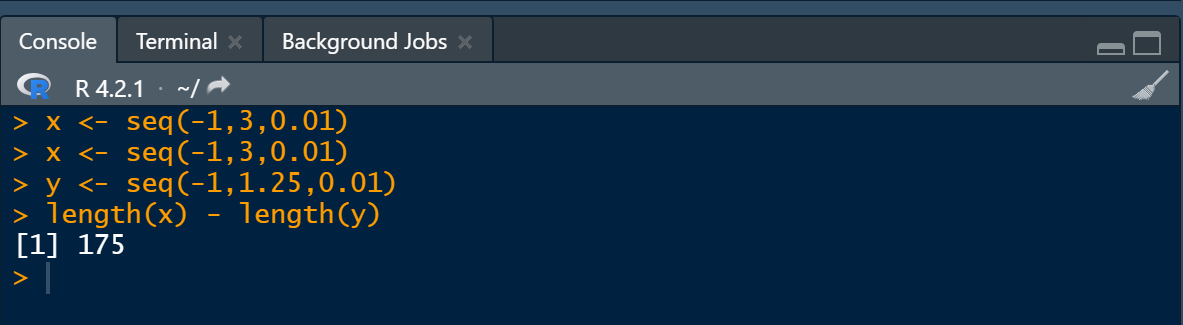 Console Terminal Background Jobs
R R 4.2.1 · ~/
> x <- seq(-1,3,0.01)
> x <- seq(-1,3,0.01)
> y <- seq(-1,1.25,0.01)
> length(x) - length(y)
[1] 175
>